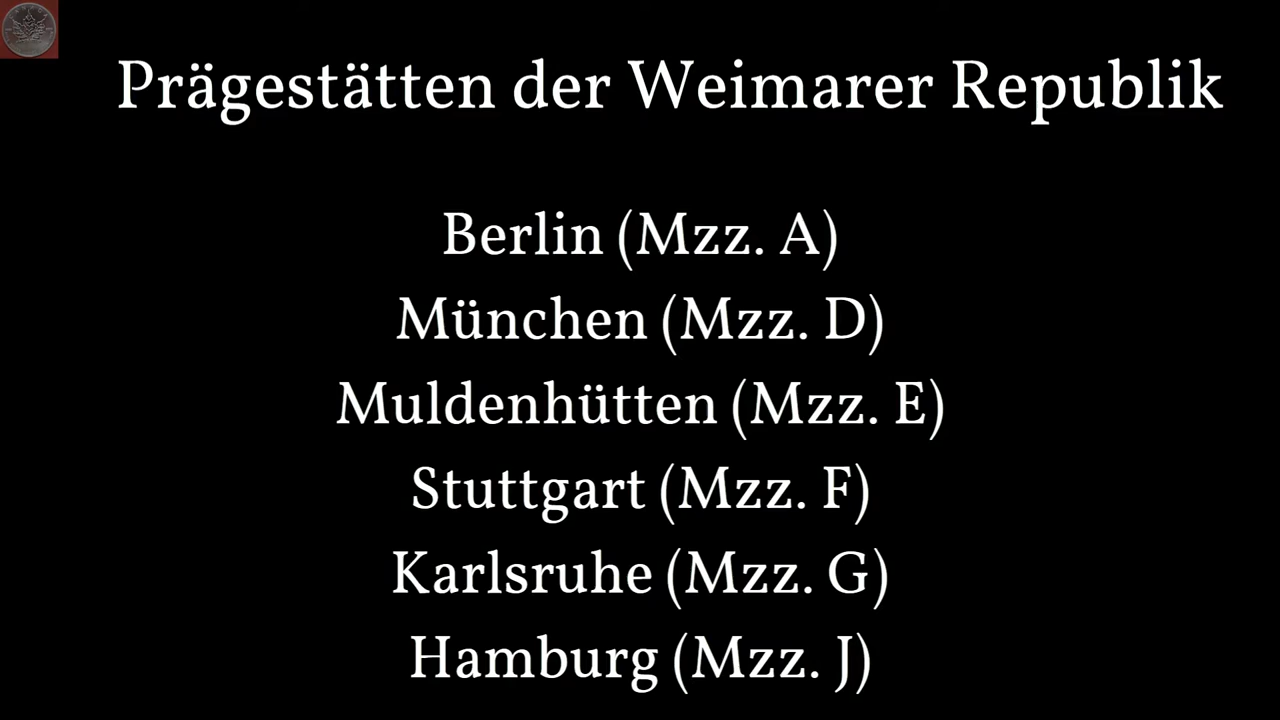 Prägestätten der Weimarer Republik
Berlin (Mzz. A)
München (Mzz. D)
Muldenhütten (Mzz. E)
Stuttgart (Mzz. F)
Karlsruhe (Mzz. G)
Hamburg (Mzz. J)